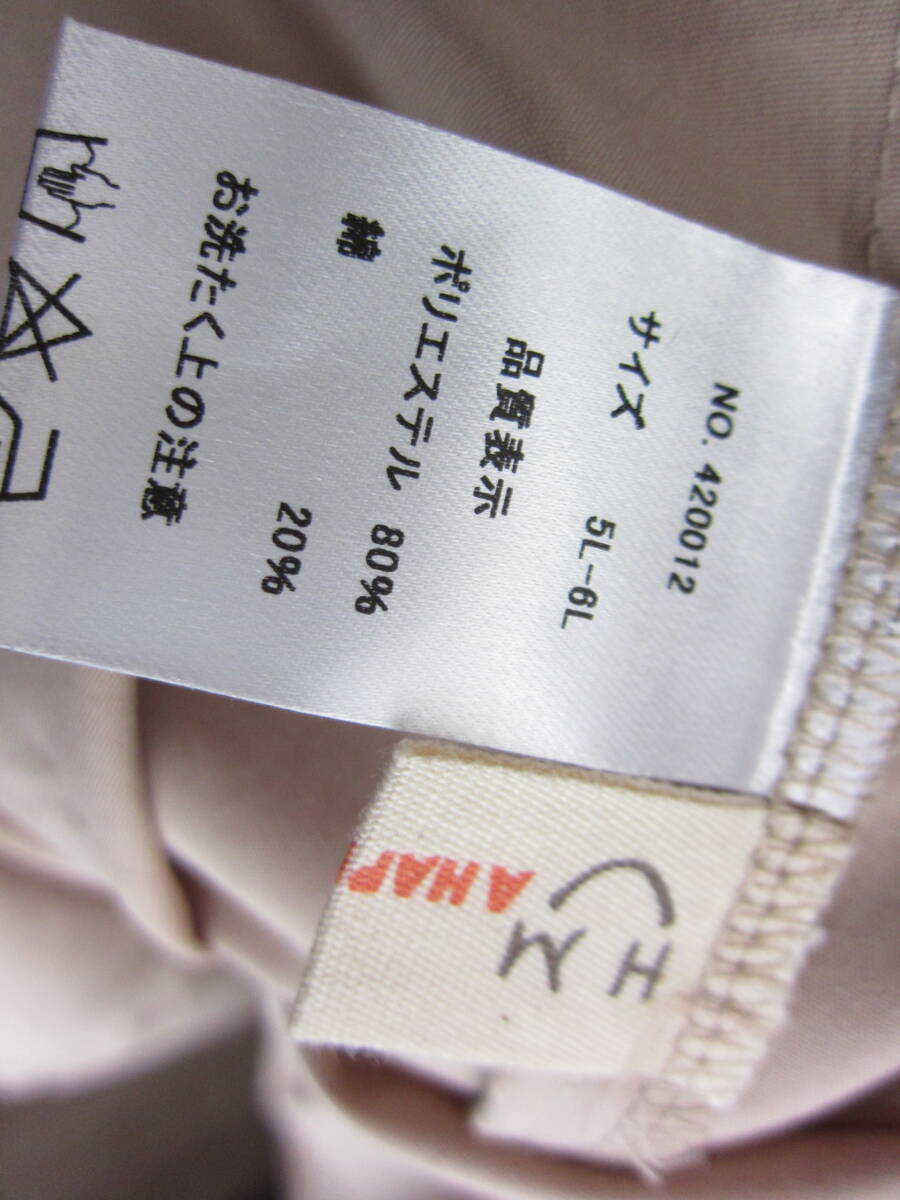 NO. 420012
サイズ 5L-6L
品質表示
ポリエステル 80%
綿 20%
お洗たく上の注意
AHAP